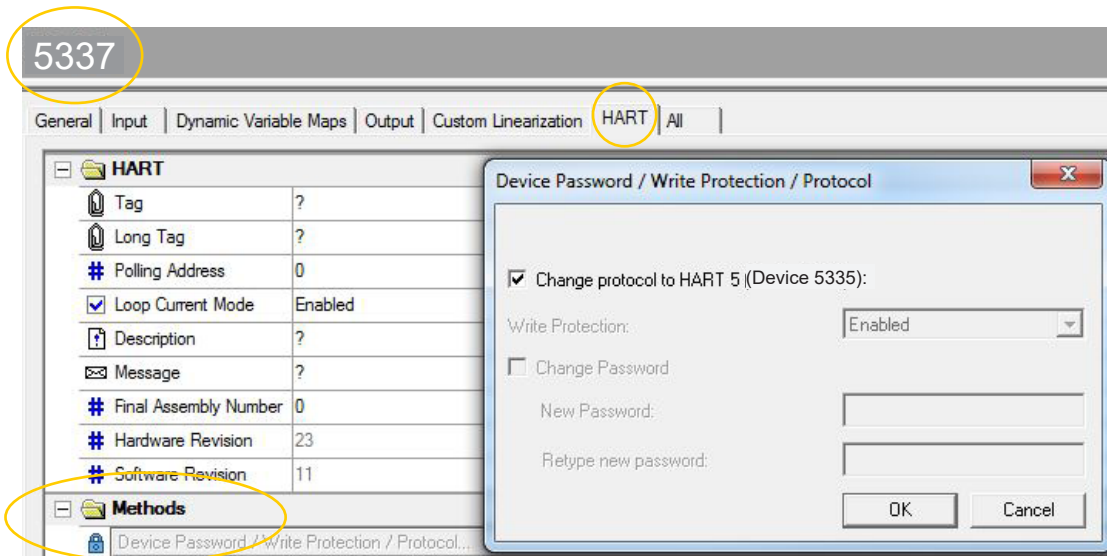 5337
General Input Dynamic Variable Maps Output Custom Linearization HART All
HART
Tag ?
Long Tag ?
Polling Address 0
Loop Current Mode Enabled
Description ?
Message ?
Final Assembly Number 0
Hardware Revision 23
Software Revision 11
Methods
Device Password / Write Protection / Protocol...
Device Password / Write Protection / Protocol
Change protocol to HART 5 (Device 5335):
Write Protection: Enabled
Change Password
New Password:
Retype new password:
OK Cancel